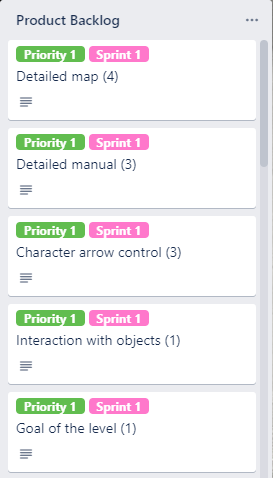 Product Backlog
Priority 1 Sprint 1
Detailed map (4)
Priority 1 Sprint 1
Detailed manual (3)
Priority 1 Sprint 1
Character arrow control (3)
Priority 1 Sprint 1
Interaction with objects (1)
Priority 1 Sprint 1
Goal of the level (1)